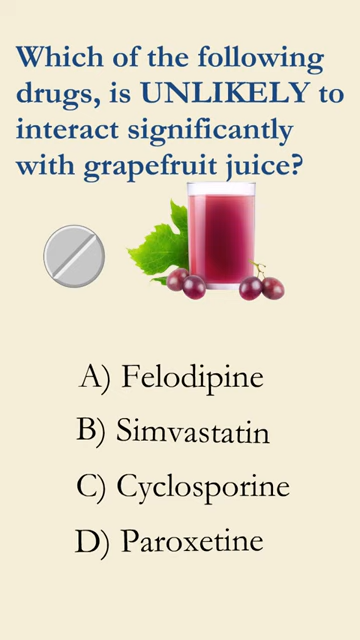 Which of the following
drugs, is UNLIKELY to
interact significantly
with grapefruit juice?
A) Felodipine
B) Simvastatin
C) Cyclosporine
D) Paroxetine